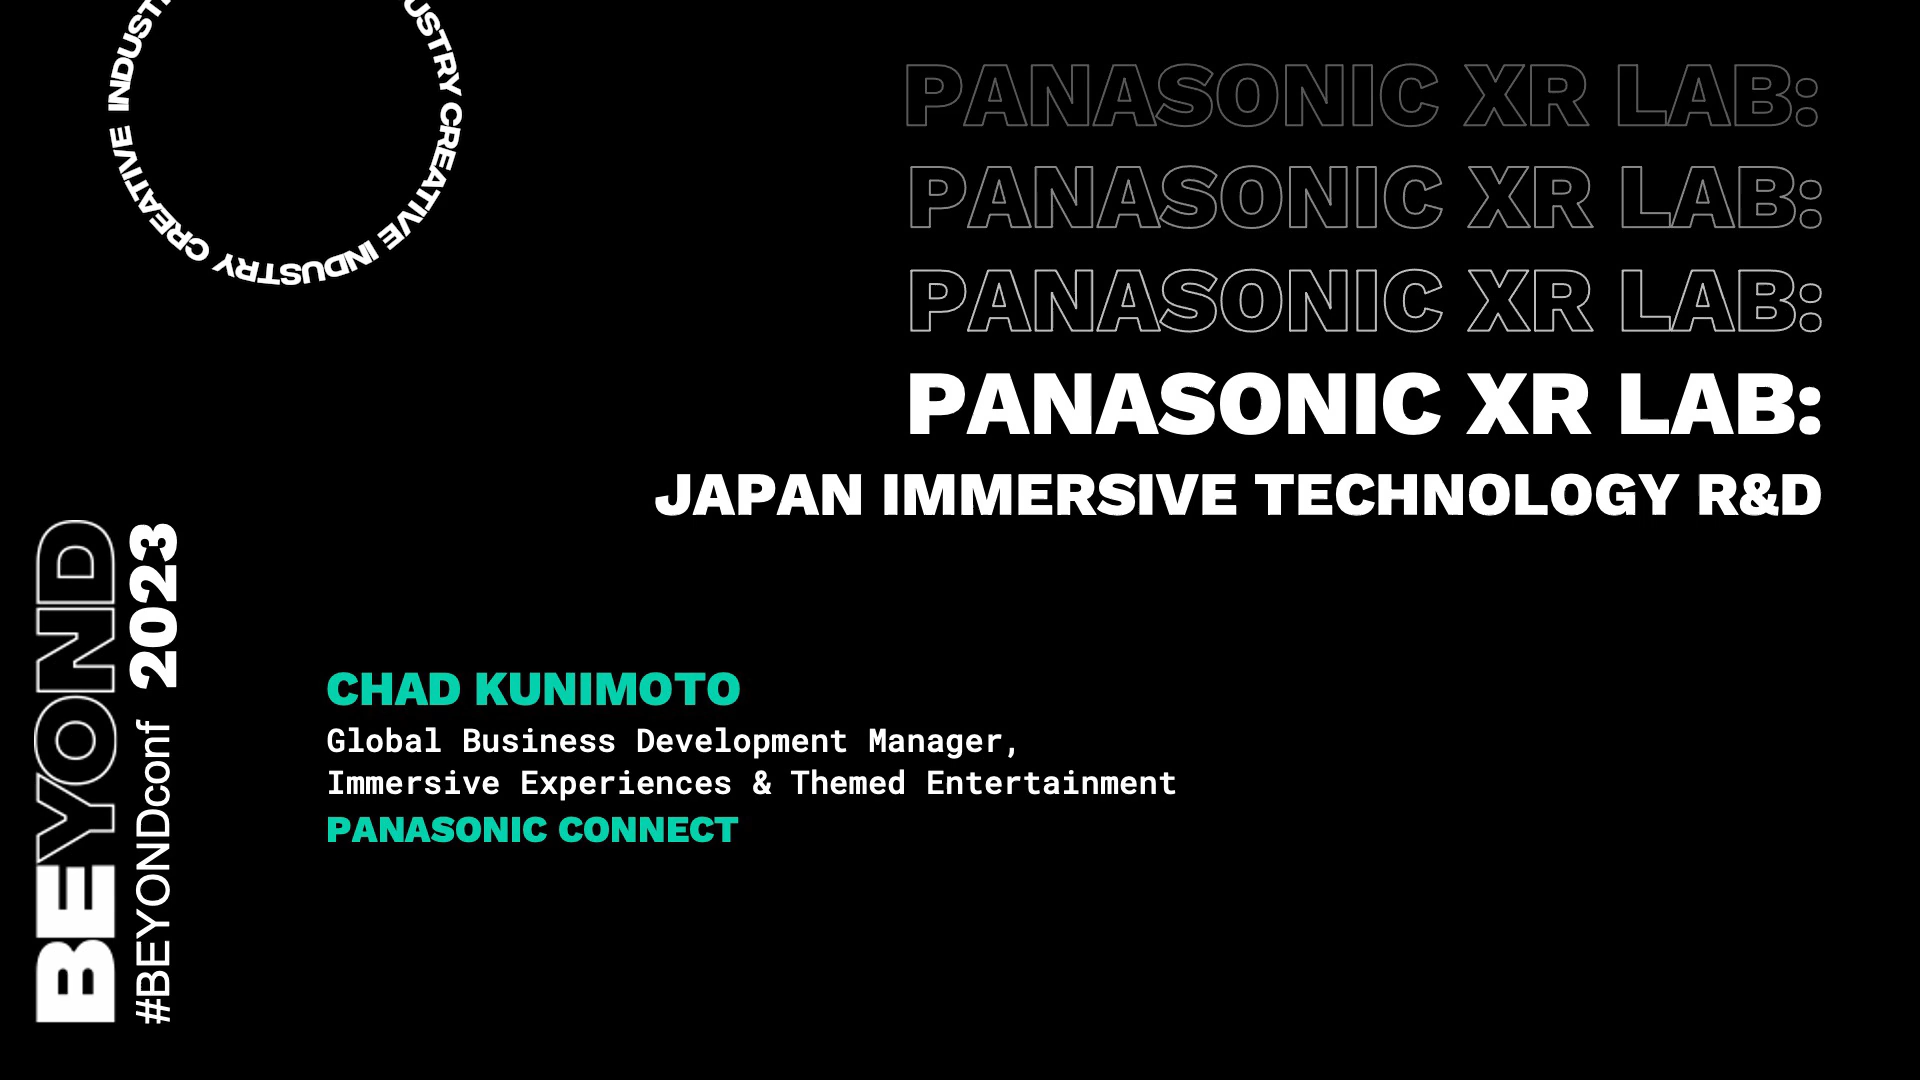 INDUSTRY CREATIVE INDUSTRY CREATIVE INDUST
PANASONIC XR LAB:
PANASONIC XR LAB:
PANASONIC XR LAB:
PANASONIC XR LAB:
JAPAN IMMERSIVE TECHNOLOGY R&D
BEYOND
#BEYONDconf 2023
CHAD KUNIMOTO
Global Business Development Manager,
Immersive Experiences & Themed Entertainment
PANASONIC CONNECT